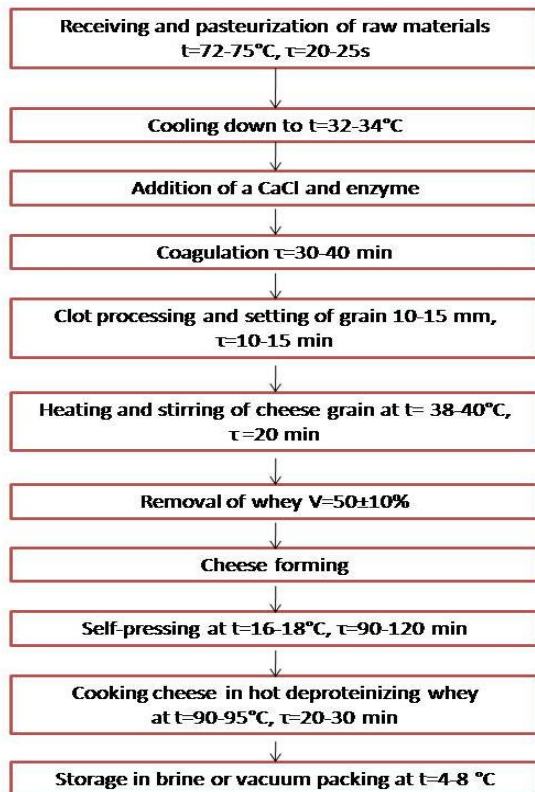 Receiving and pasteurization of raw materials
t=72-75°C, τ=20-25s
Cooling down to t=32-34°C
Addition of a CaCl and enzyme
Coagulation τ=30-40 min
Clot processing and setting of grain 10-15 mm,
τ=10-15 min
Heating and stirring of cheese grain at t= 38-40°C,
τ=20 min
Removal of whey V=50±10%
Cheese forming
Self-pressing at t=16-18°C, τ=90-120 min
Cooking cheese in hot deproteinizing whey
at t=90-95°C, τ=20-30 min
Storage in brine or vacuum packing at t=4-8 °C